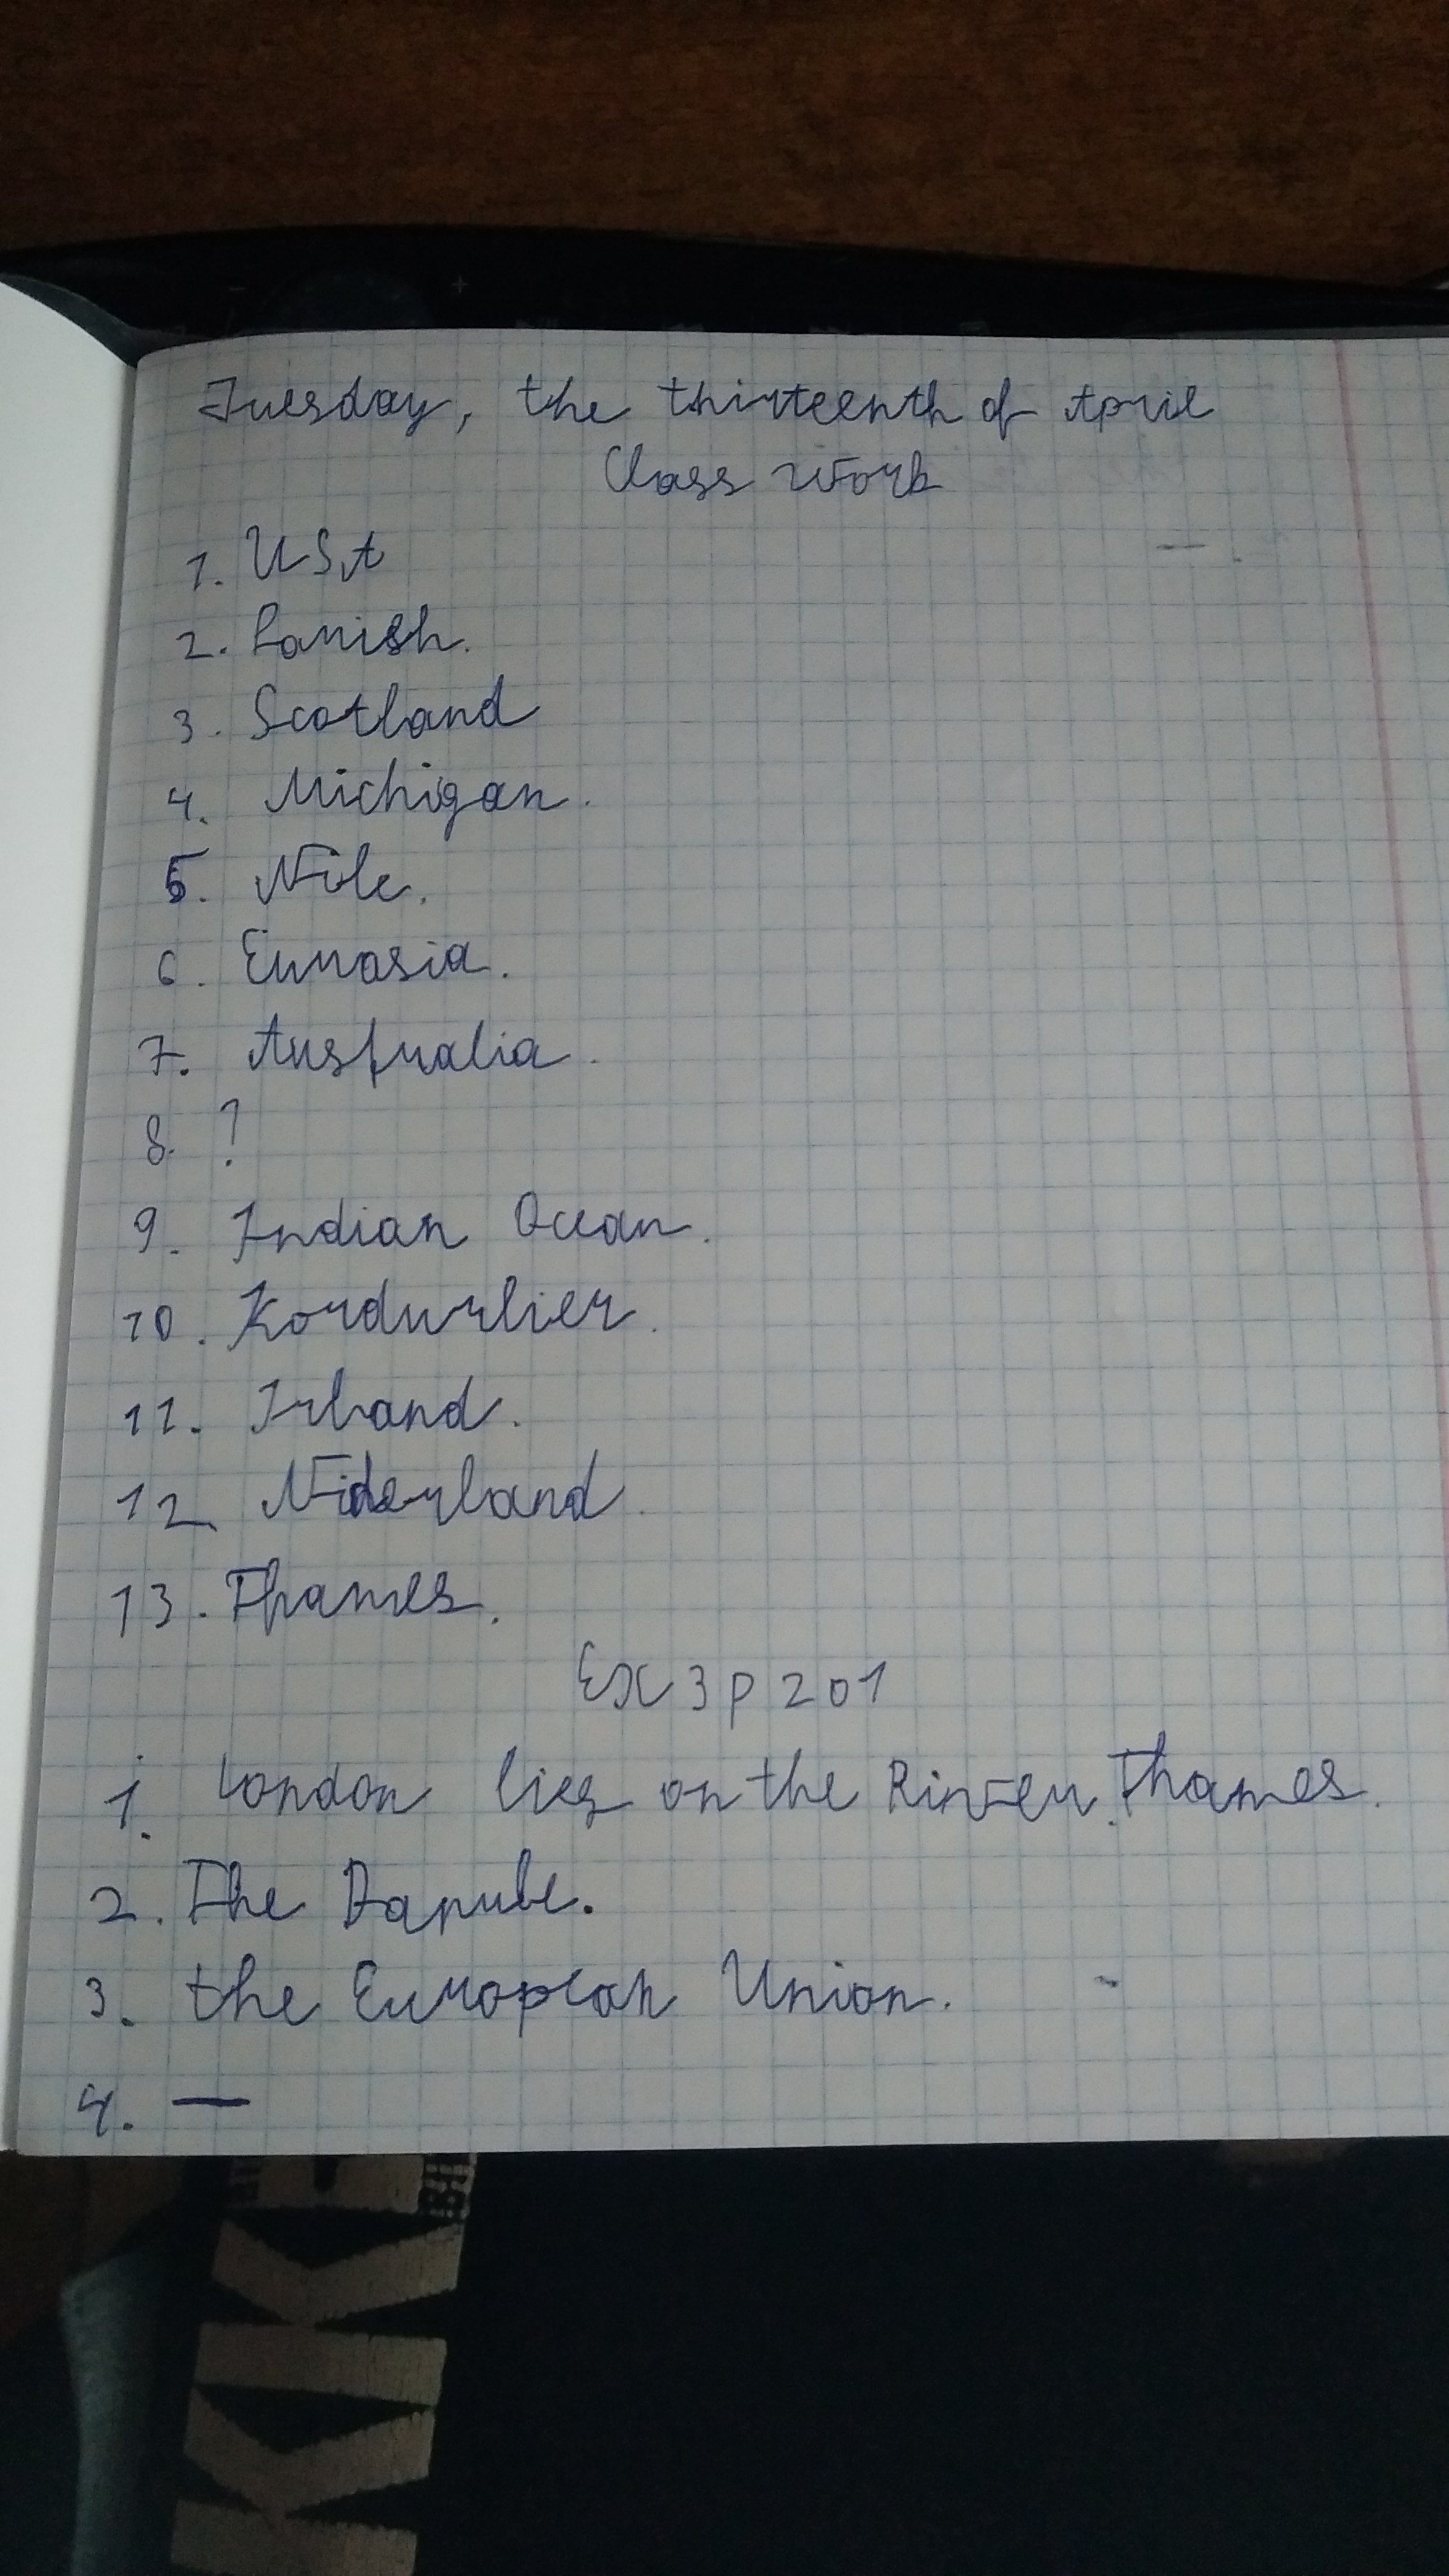 Tuesday, the thirteenth of April
Class Work
1. USA
2. Panish.
3. Scotland
4. Michigan.
5. Nile.
6. Eurasia.
7. Australia.
8. ?
9. Indian Ocean.
10. Kordurlier.
11. Irland.
12. Niderland.
13. Thames.
Ex 3 p 201
1. London lies on the River Thames.
2. The Danube.
3. the European Union.
4. —